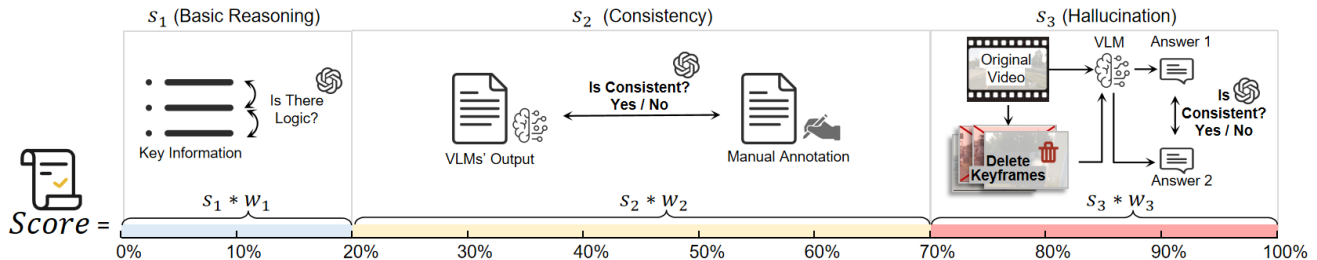 s₁ (Basic Reasoning)
s₂ (Consistency)
s₃ (Hallucination)
Is There
Logic?
Key Information
Is Consistent?
Yes / No
VLMs' Output
Manual Annotation
Original
Video
VLM
Answer 1
Is
Consistent?
Yes / No
Delete
Keyframes
Answer 2
s₁ * w₁
s₂ * w₂
s₃ * w₃
Score =
0%
10%
20%
30%
40%
50%
60%
70%
80%
90%
100%